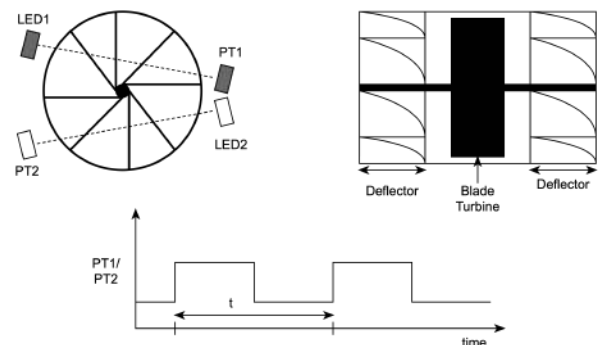 LED1
PT1
LED2
PT2
Deflector
Blade
Turbine
Deflector
PT1/
PT2
t
time